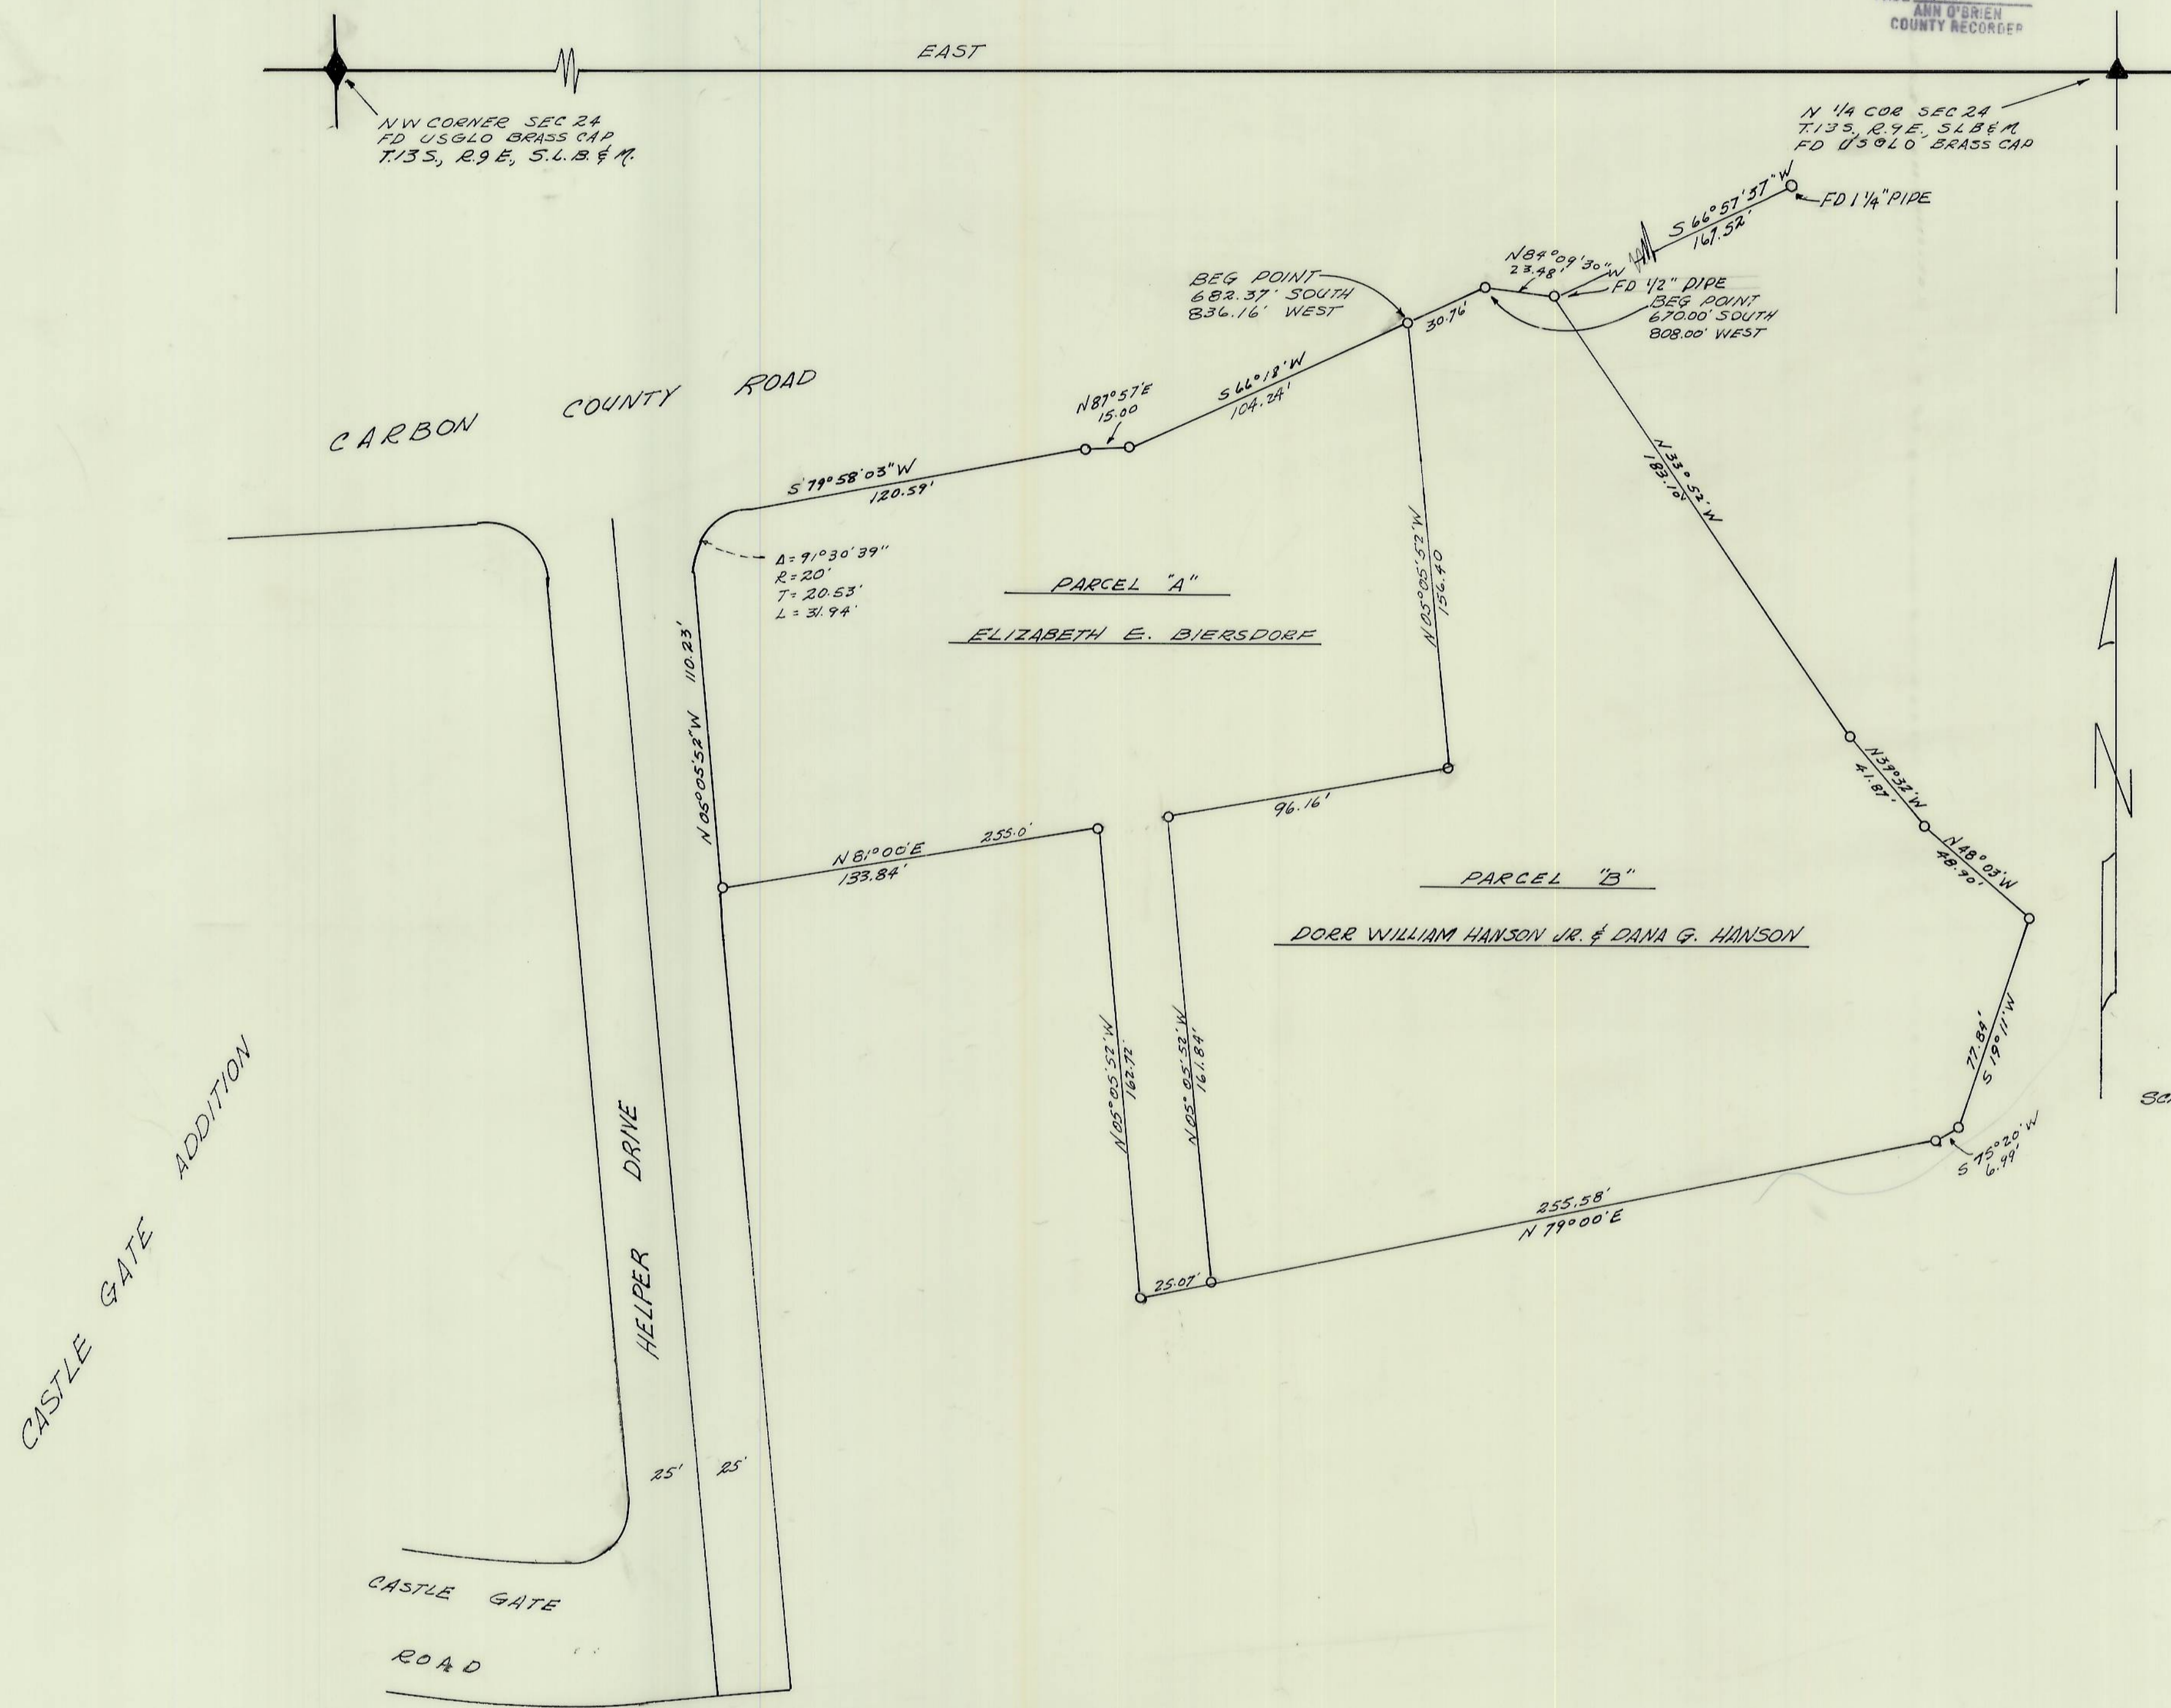 ANN O'BRIEN
COUNTY RECORDER
EAST
NW CORNER SEC 24
FD USGLO BRASS CAP
T.13S., R.9E., S.L.B. & M.
N 1/4 COR SEC 24
T.13S., R.9E., SLB & M
FD USGLO BRASS CAP
S 66°57'57" W
167.52'
FD 1 1/4" PIPE
N84°09'30" W
23.48'
FD 1/2" PIPE
BEG POINT
670.00' SOUTH
808.00' WEST
BEG POINT
682.37' SOUTH
836.16' WEST
30.76'
S66°18'W
104.24'
N87°57'E
15.00
CARBON COUNTY ROAD
S 79°58'03" W
120.59'
Δ=91°30'39"
R=20'
T=20.53'
L=31.94'
PARCEL "A"
ELIZABETH E. BIERSDORF
N05°05'52"W
156.40
N33°52'W
183.10'
N05°05'52"W 110.23'
N39°32'W
41.87'
N48°03'W
48.90'
96.16'
N81°00'E 255.0'
133.84'
PARCEL "B"
DORR WILLIAM HANSON JR. & DANA G. HANSON
N05°05'52"W
162.72'
N05°05'52"W
161.84'
77.84'
S 19°11'W
S 75°20'W
6.99'
255.58'
N 79°00'E
25.07'
HELPER DRIVE
25' 25'
CASTLE GATE ADDITION
CASTLE GATE
ROAD